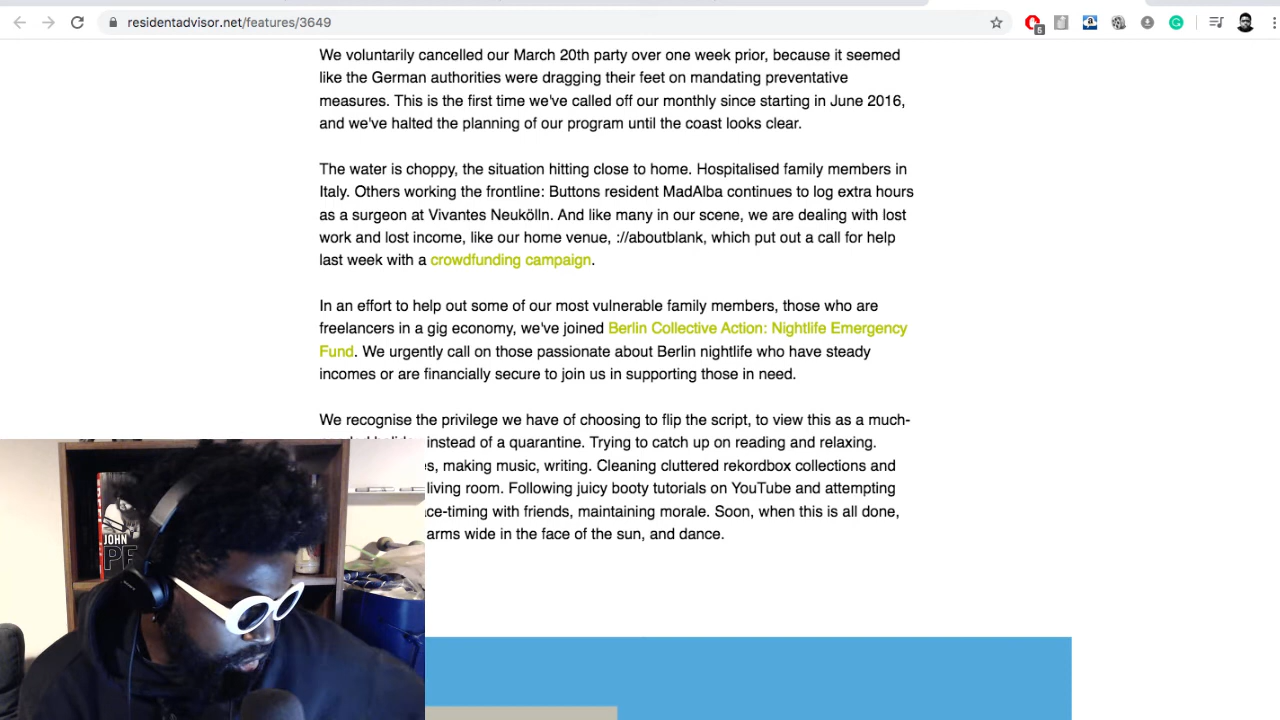 residentadvisor.net/features/3649
5
We voluntarily cancelled our March 20th party over one week prior, because it seemed
like the German authorities were dragging their feet on mandating preventative
measures. This is the first time we've called off our monthly since starting in June 2016,
and we've halted the planning of our program until the coast looks clear.
The water is choppy, the situation hitting close to home. Hospitalised family members in
Italy. Others working the frontline: Buttons resident MadAlba continues to log extra hours
as a surgeon at Vivantes Neukölln. And like many in our scene, we are dealing with lost
work and lost income, like our home venue, ://aboutblank, which put out a call for help
last week with a crowdfunding campaign.
In an effort to help out some of our most vulnerable family members, those who are
freelancers in a gig economy, we've joined Berlin Collective Action: Nightlife Emergency
Fund. We urgently call on those passionate about Berlin nightlife who have steady
incomes or are financially secure to join us in supporting those in need.
We recognise the privilege we have of choosing to flip the script, to view this as a much-
instead of a quarantine. Trying to catch up on reading and relaxing.
making music, writing. Cleaning cluttered rekordbox collections and
living room. Following juicy booty tutorials on YouTube and attempting
with friends, maintaining morale. Soon, when this is all done,
arms wide in the face of the sun, and dance.
JOHN